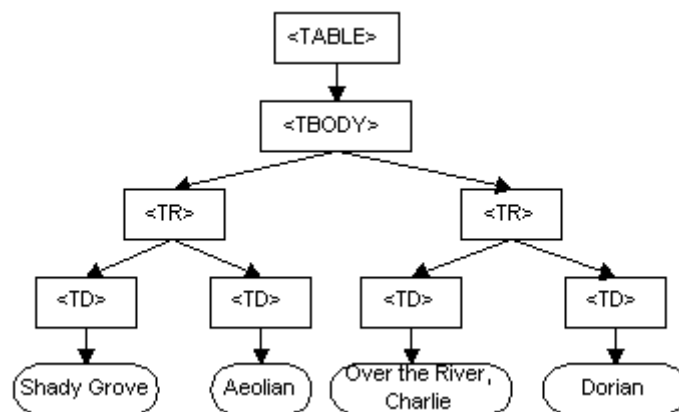 <TABLE>
<TBODY>
<TR> <TR>
<TD> <TD> <TD> <TD>
Shady Grove Aeolian Over the River, Charlie Dorian